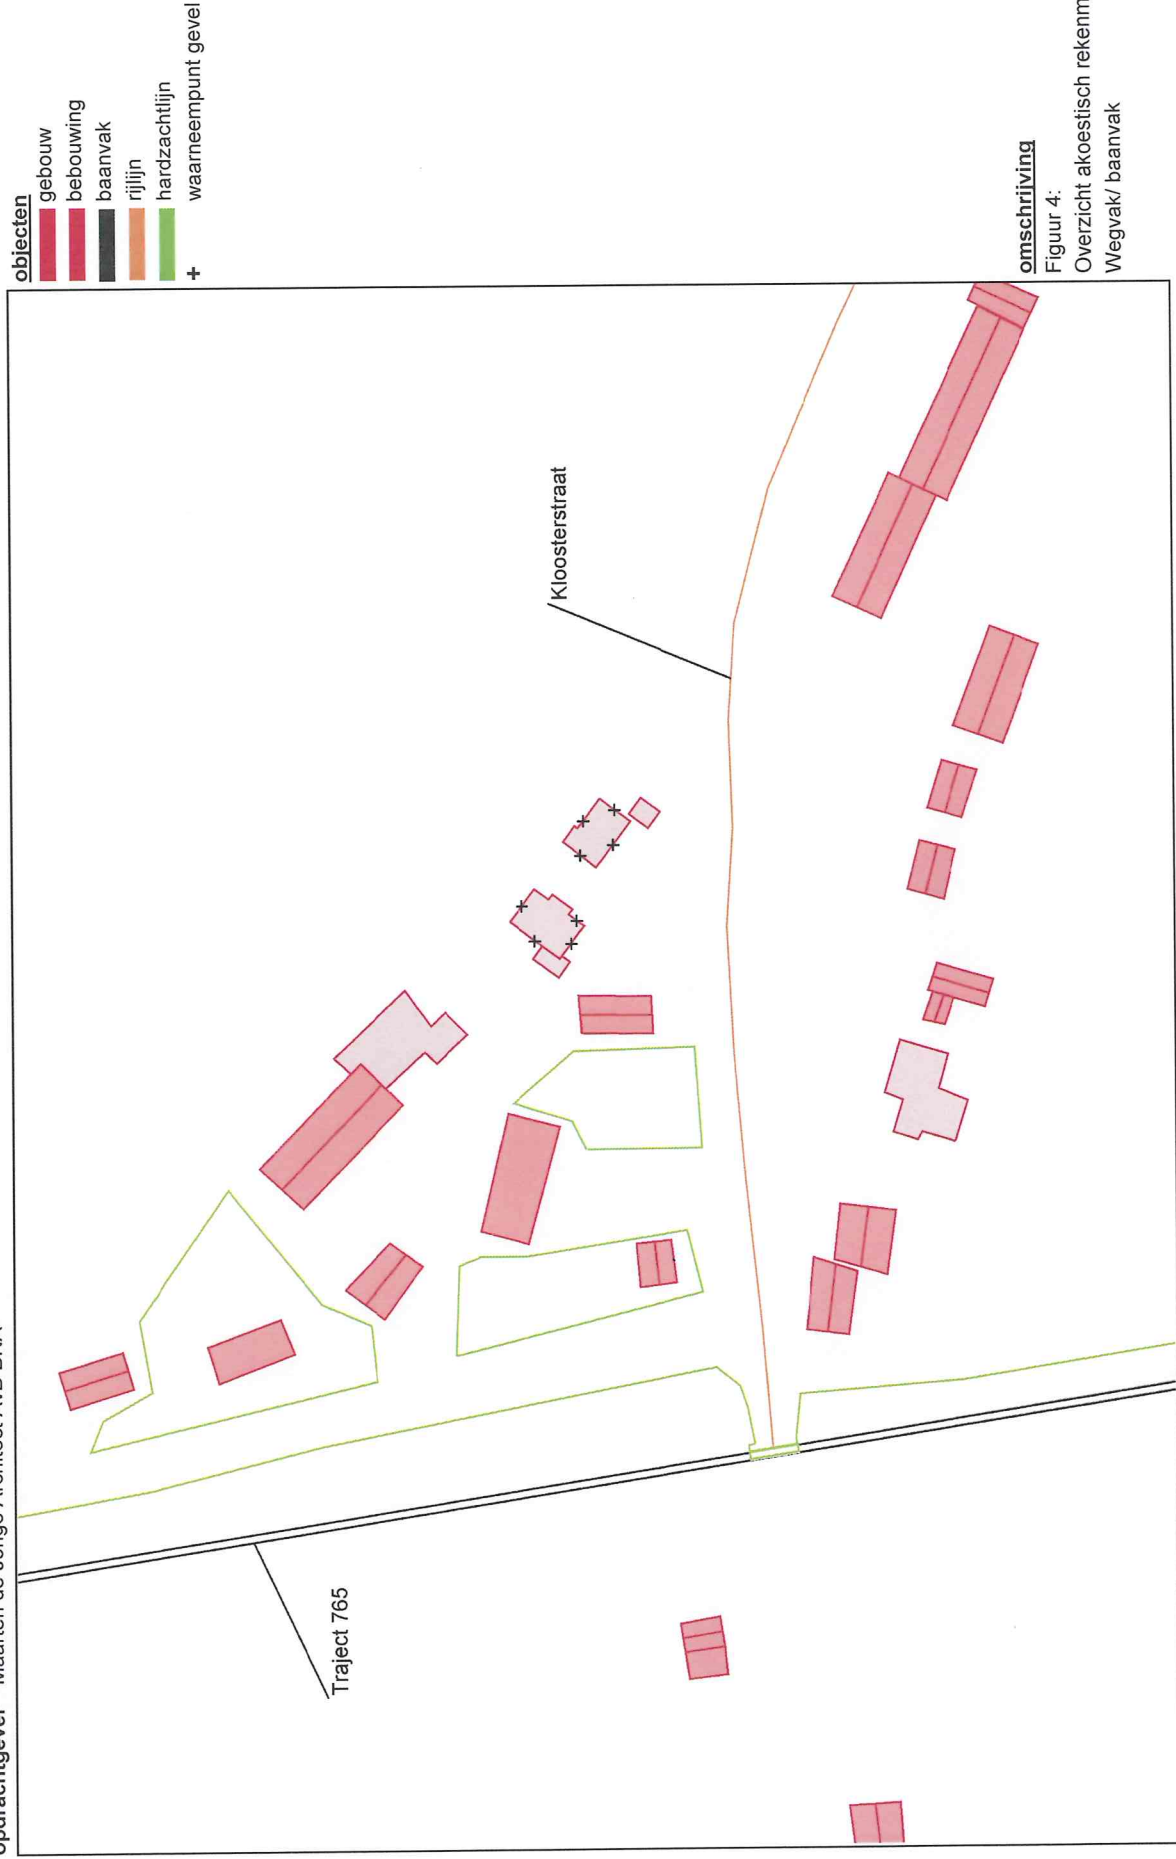 opdrachtgever Maarten de Jonge Architect AvB BNA
objecten
gebouw
bebouwing
baanvak
rijlijn
hardzachtlijn
+ waarneempunt gevel
Kloosterstraat
Traject 765
omschrijving
Figuur 4:
Overzicht akoestisch rekenm
Wegvak/ baanvak